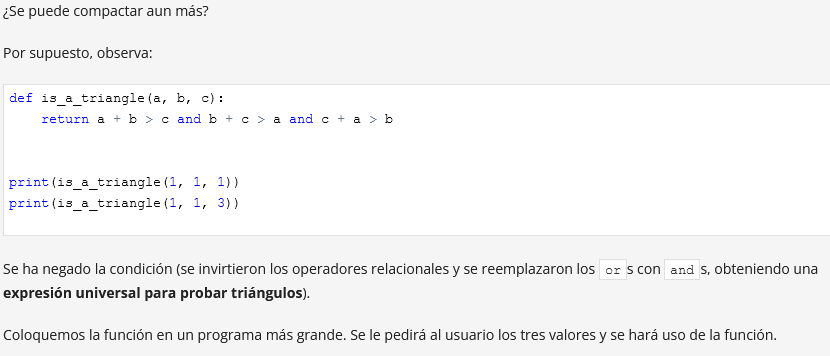 ¿Se puede compactar aun más?
Por supuesto, observa:
def is_a_triangle(a, b, c):
    return a + b > c and b + c > a and c + a > b
print(is_a_triangle(1, 1, 1))
print(is_a_triangle(1, 1, 3))
Se ha negado la condición (se invirtieron los operadores relacionales y se reemplazaron los or s con and s, obteniendo una
expresión universal para probar triángulos).
Coloquemos la función en un programa más grande. Se le pedirá al usuario los tres valores y se hará uso de la función.